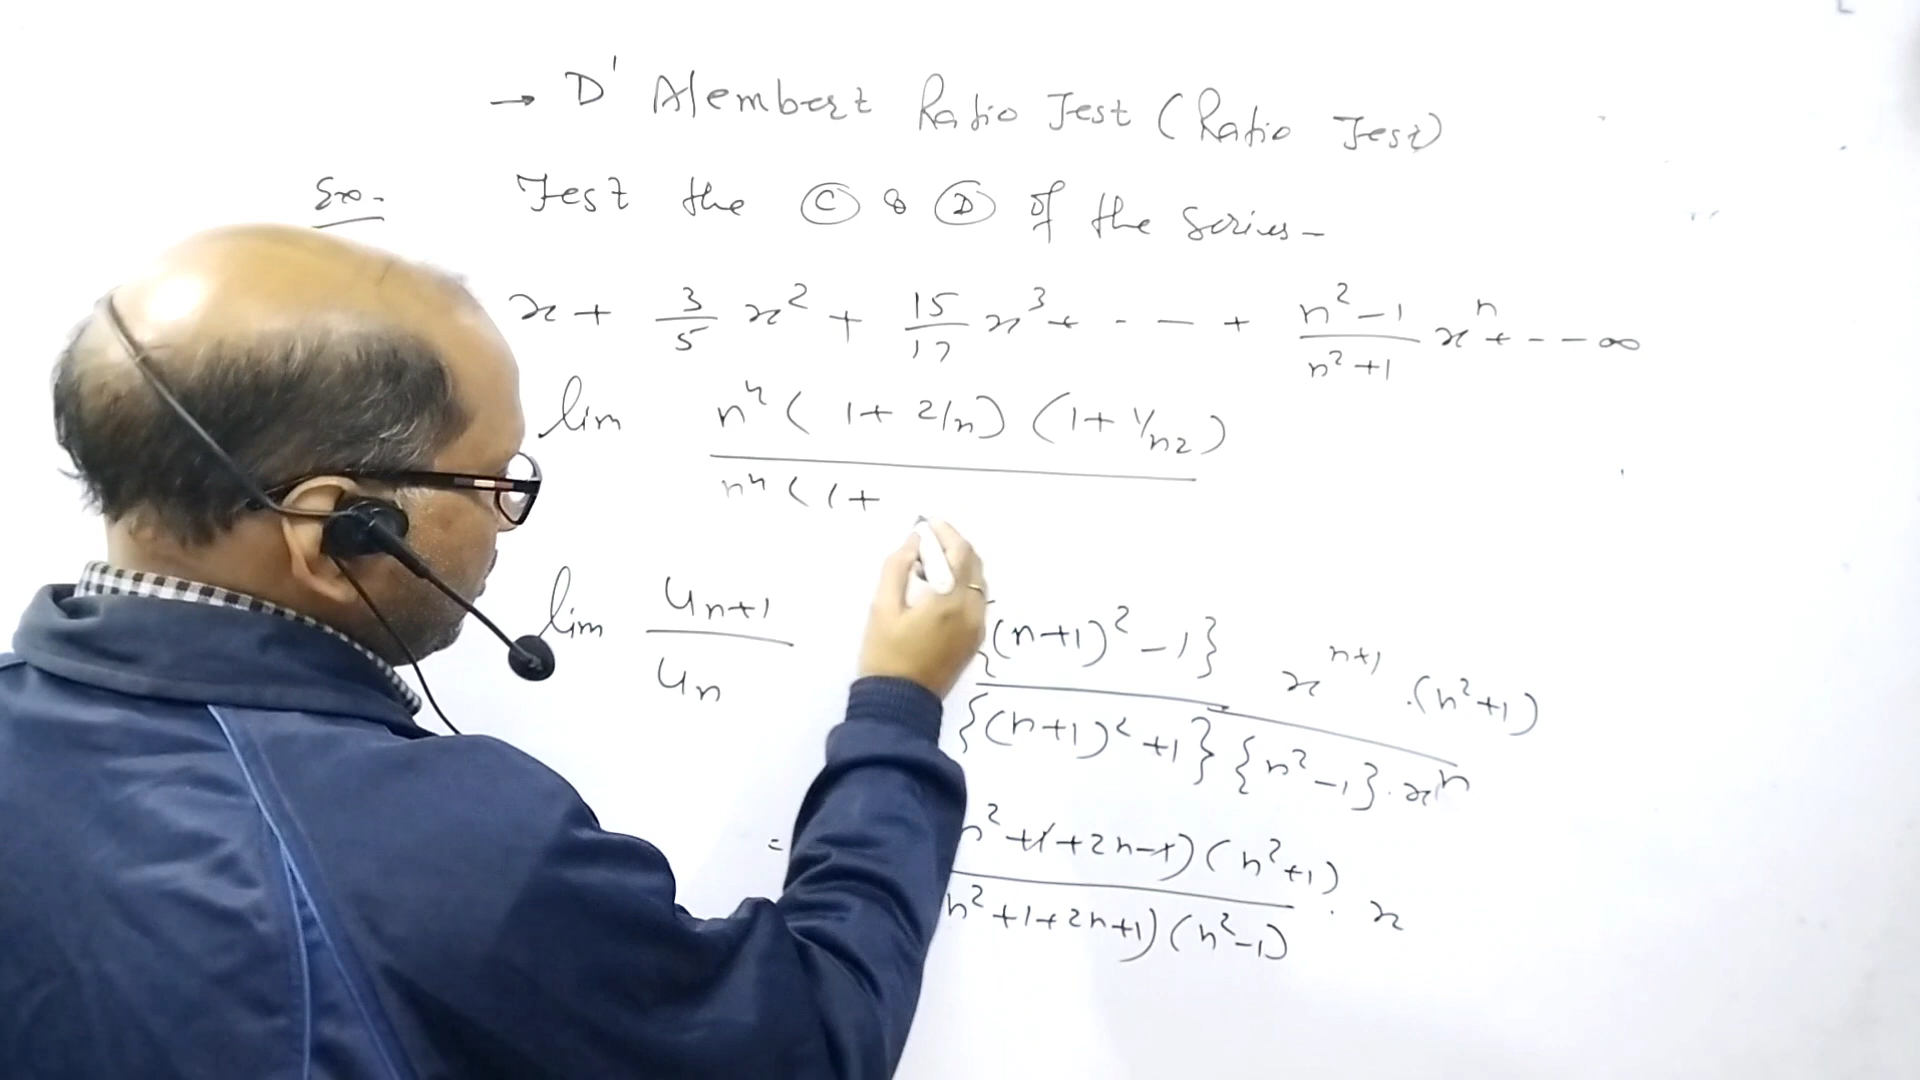 → D' Alembert Ratio Test (Ratio Test)
Ex- Test the Ⓒ & Ⓓ of the series-
x + 3/5 x² + 15/17 x³ + - - - + (n²-1)/(n²+1) xⁿ + - - - ∞
lim n⁴(1+2/n)(1+1/n²)
n⁴(1+
lim u_{n+1}/u_n {(n+1)²-1} x^{n+1}.(n²+1)
{(n+1)²+1}{n²-1}.xⁿ
= n²+1+2n-1)(n²+1)
n²+1+2n+1)(n²-1) . x